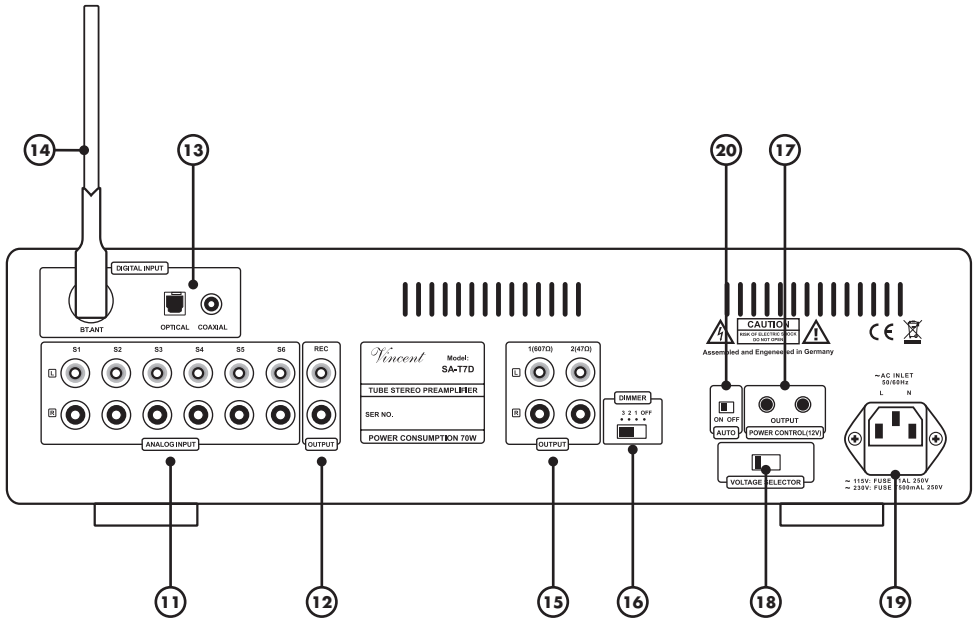 14
13
20
17
DIGITAL INPUT
BT.ANT
OPTICAL
COAXIAL
S1 S2 S3 S4 S5 S6
L
R
ANALOG INPUT
REC
OUTPUT
Vincent
Model:
SA-T7D
TUBE STEREO PREAMPLIFIER
SER NO.
POWER CONSUMPTION 70W
1(607Ω) 2(47Ω)
L
R
OUTPUT
DIMMER
3 2 1 OFF
CAUTION
RISK OF ELECTRIC SHOCK
DO NOT OPEN
Assembled and Engeneered in Germany
CE
ON OFF
AUTO
OUTPUT
POWER CONTROL(12V)
VOLTAGE SELECTOR
~AC INLET
50/60Hz
L N
~ 115V: FUSE T1AL 250V
~ 230V: FUSE T500mAL 250V
11
12
15
16
18
19